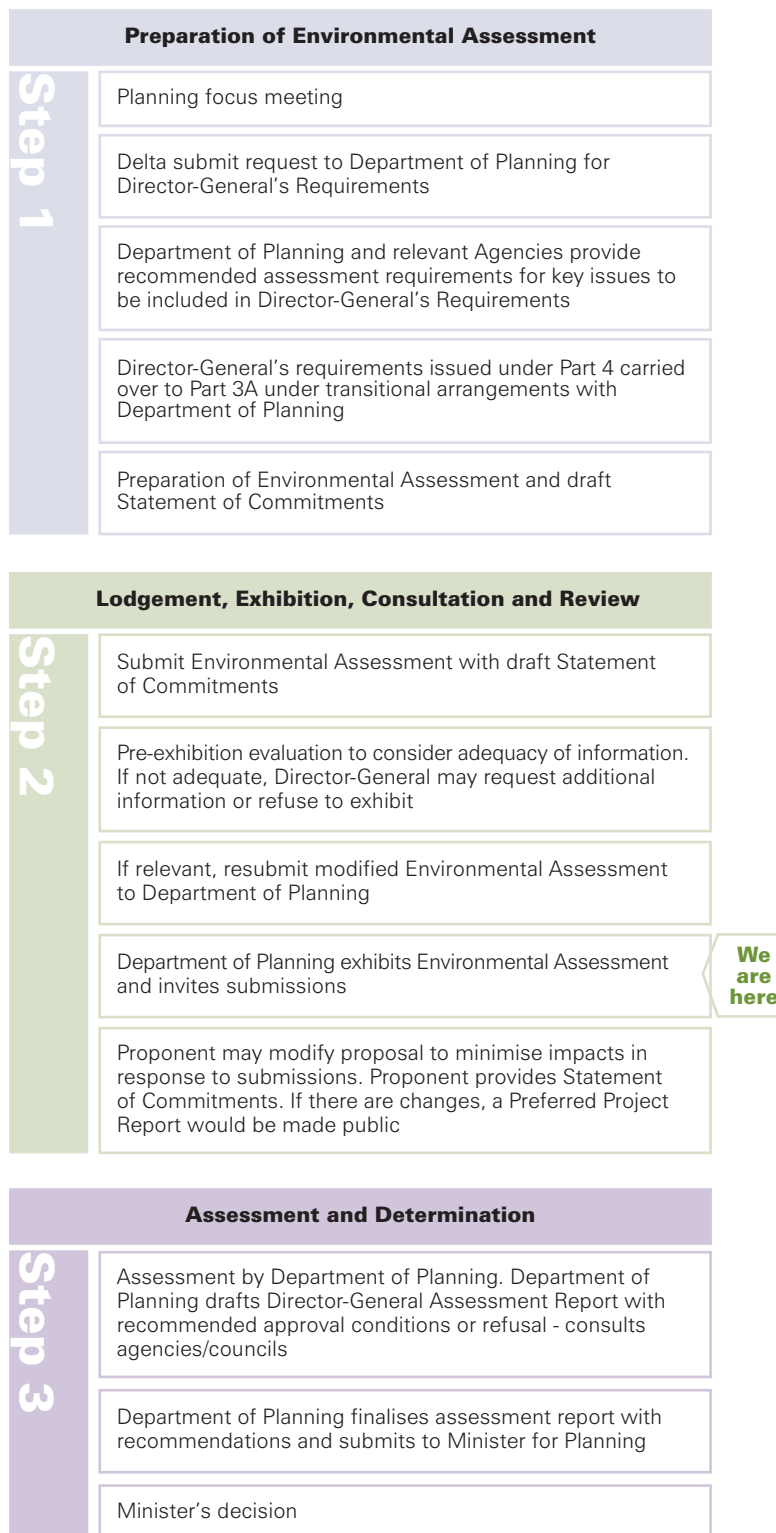 Preparation of Environmental Assessment
Step 1
Planning focus meeting
Delta submit request to Department of Planning for
Director-General's Requirements
Department of Planning and relevant Agencies provide
recommended assessment requirements for key issues to
be included in Director-General's Requirements
Director-General's requirements issued under Part 4 carried
over to Part 3A under transitional arrangements with
Department of Planning
Preparation of Environmental Assessment and draft
Statement of Commitments
Lodgement, Exhibition, Consultation and Review
Step 2
Submit Environmental Assessment with draft Statement
of Commitments
Pre-exhibition evaluation to consider adequacy of information.
If not adequate, Director-General may request additional
information or refuse to exhibit
If relevant, resubmit modified Environmental Assessment
to Department of Planning
Department of Planning exhibits Environmental Assessment
and invites submissions
We
are
here
Proponent may modify proposal to minimise impacts in
response to submissions. Proponent provides Statement
of Commitments. If there are changes, a Preferred Project
Report would be made public
Assessment and Determination
Step 3
Assessment by Department of Planning. Department of
Planning drafts Director-General Assessment Report with
recommended approval conditions or refusal - consults
agencies/councils
Department of Planning finalises assessment report with
recommendations and submits to Minister for Planning
Minister's decision